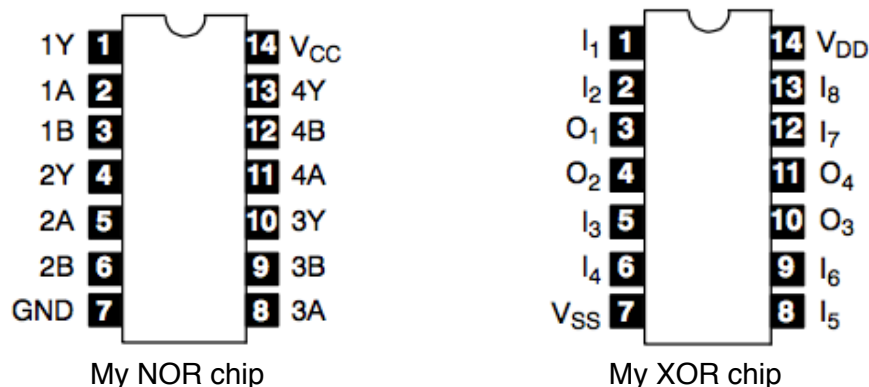 1Y 1 14 VCC
1A 2 13 4Y
1B 3 12 4B
2Y 4 11 4A
2A 5 10 3Y
2B 6 9 3B
GND 7 8 3A
My NOR chip
I1 1 14 VDD
I2 2 13 I8
O1 3 12 I7
O2 4 11 O4
I3 5 10 O3
I4 6 9 I6
VSS 7 8 I5
My XOR chip